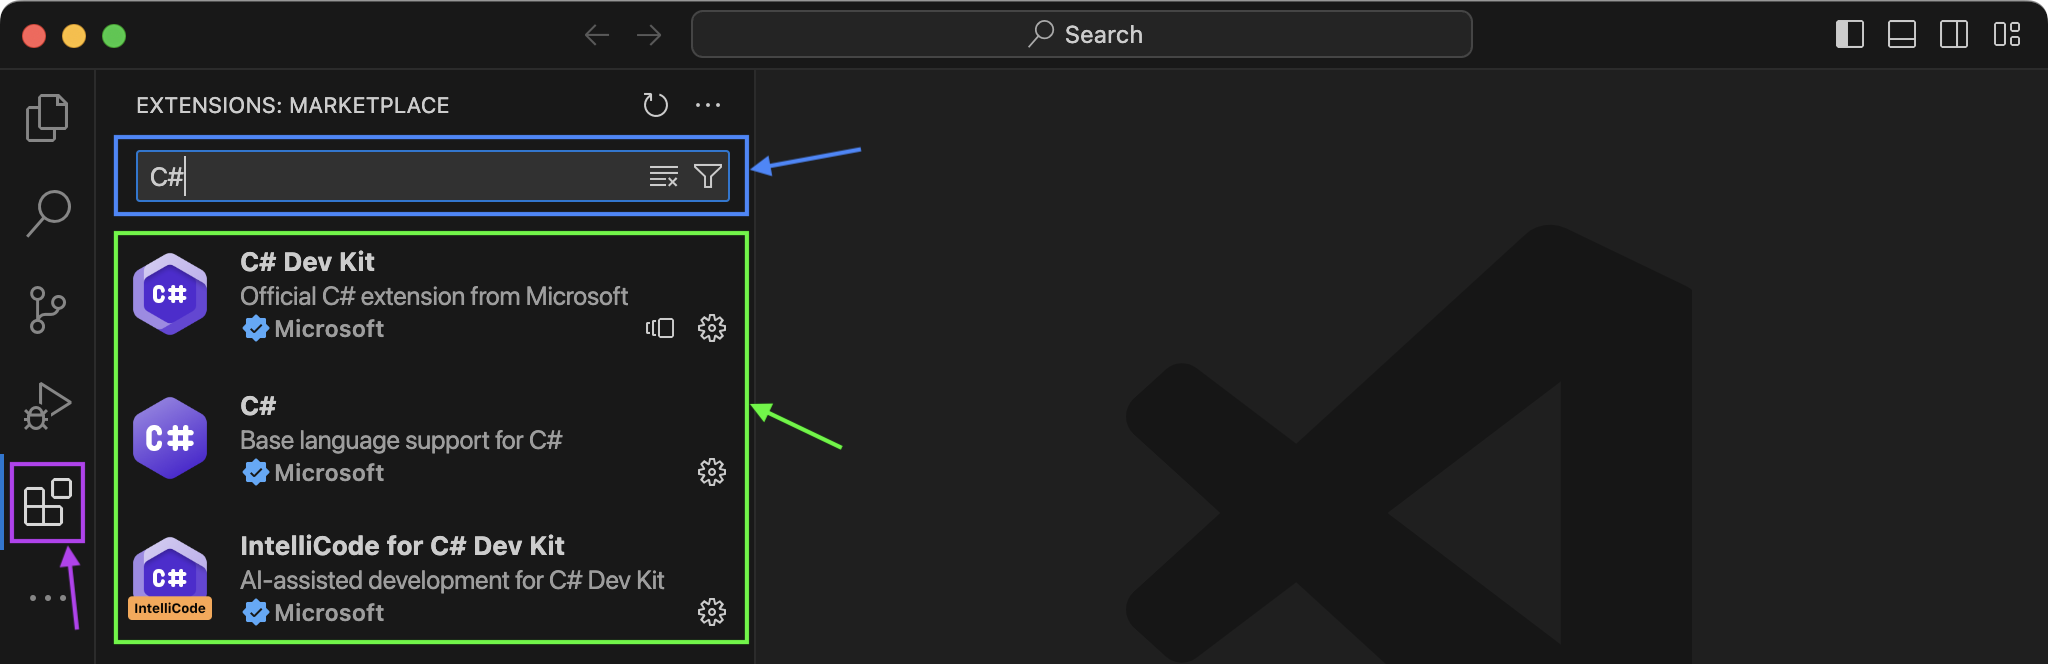 Search
EXTENSIONS: MARKETPLACE
C#
C# Dev Kit
Official C# extension from Microsoft
Microsoft
C#
C#
Base language support for C#
Microsoft
C#
IntelliCode for C# Dev Kit
AI-assisted development for C# Dev Kit
Microsoft
C#
IntelliCode